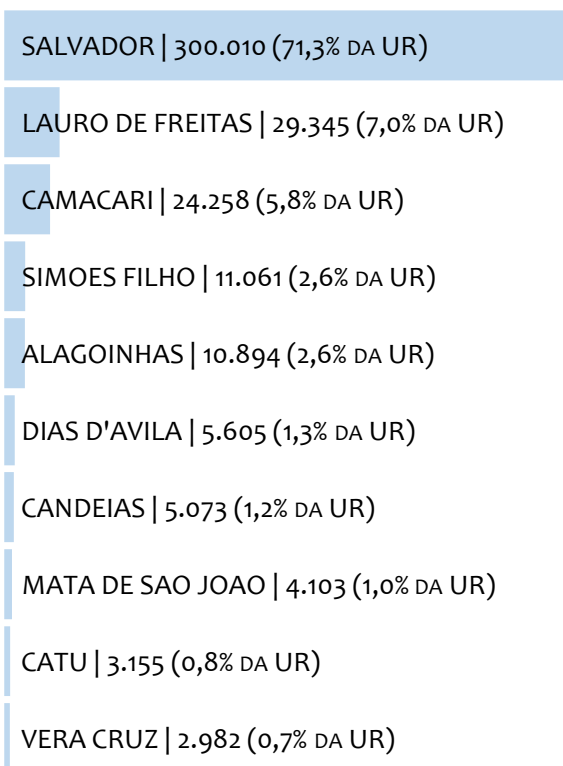 SALVADOR | 300.010 (71,3% DA UR)
LAURO DE FREITAS | 29.345 (7,0% DA UR)
CAMACARI | 24.258 (5,8% DA UR)
SIMOES FILHO | 11.061 (2,6% DA UR)
ALAGOINHAS | 10.894 (2,6% DA UR)
DIAS D'AVILA | 5.605 (1,3% DA UR)
CANDEIAS | 5.073 (1,2% DA UR)
MATA DE SAO JOAO | 4.103 (1,0% DA UR)
CATU | 3.155 (0,8% DA UR)
VERA CRUZ | 2.982 (0,7% DA UR)